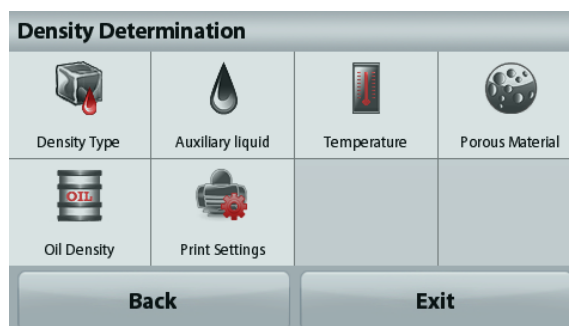 Density Determination
Density Type
Auxiliary liquid
Temperature
Porous Material
OIL
Oil Density
Print Settings
Back
Exit